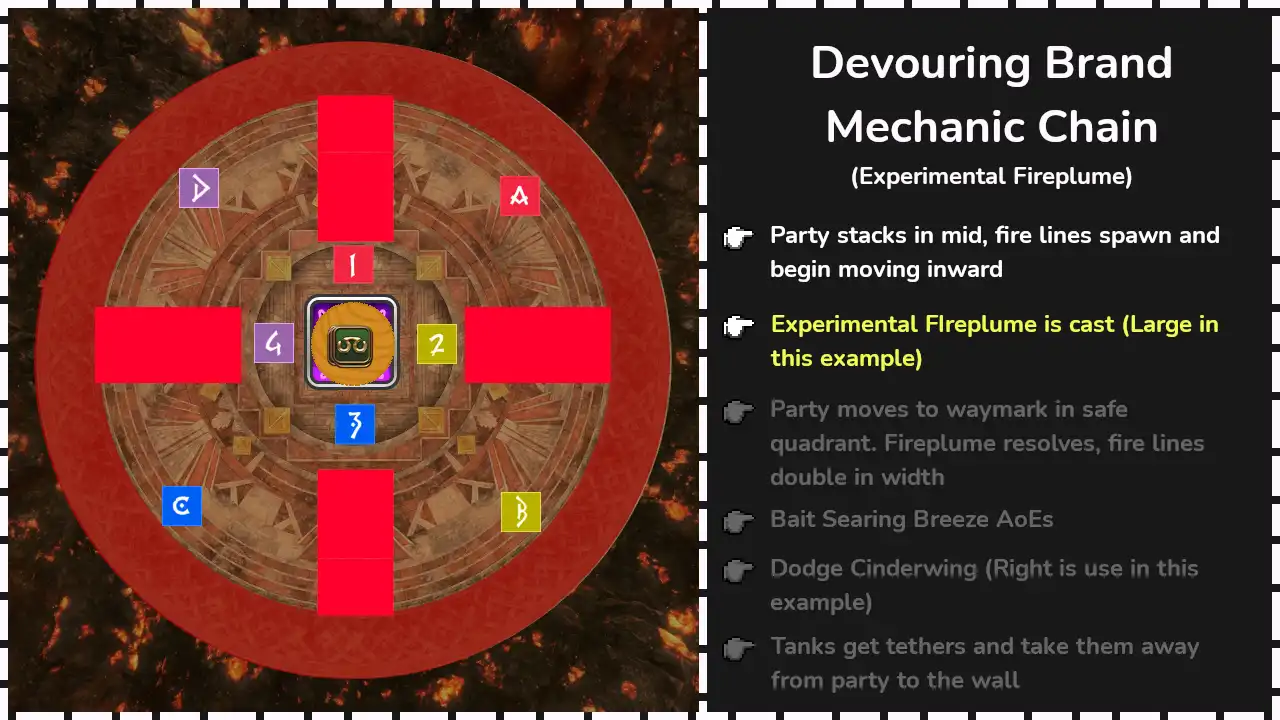 Devouring Brand
Mechanic Chain
(Experimental Fireplume)
Party stacks in mid, fire lines spawn and
begin moving inward
Experimental FIreplume is cast (Large in
this example)
Party moves to waymark in safe
quadrant. Fireplume resolves, fire lines
double in width
Bait Searing Breeze AoEs
Dodge Cinderwing (Right is use in this
example)
Tanks get tethers and take them away
from party to the wall
D
A
1
4
2
3
C
B